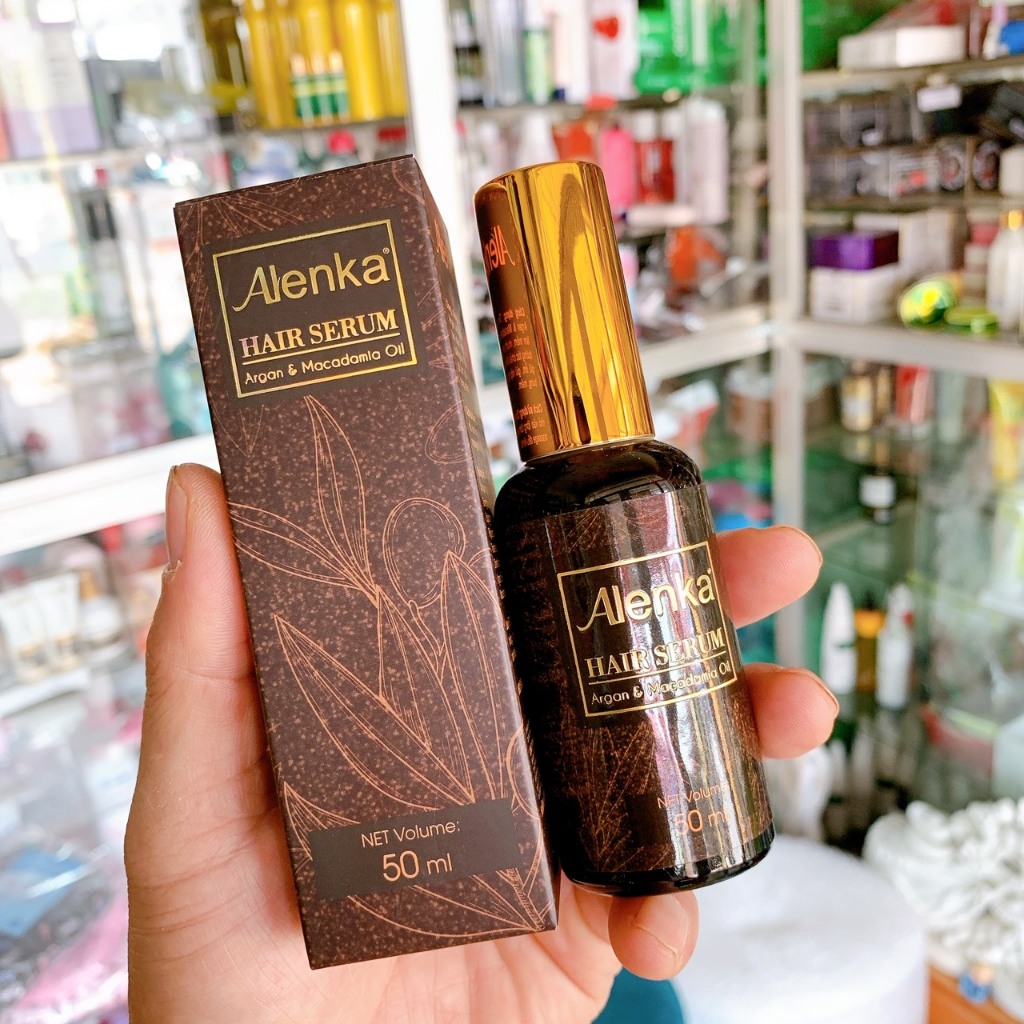 Alenka®
HAIR SERUM
Argan & Macadamia Oil
NET Volume:
50 ml
Alenka
HAIR SERUM
Argan & Macadamia Oil
NET Volume:
50 ml